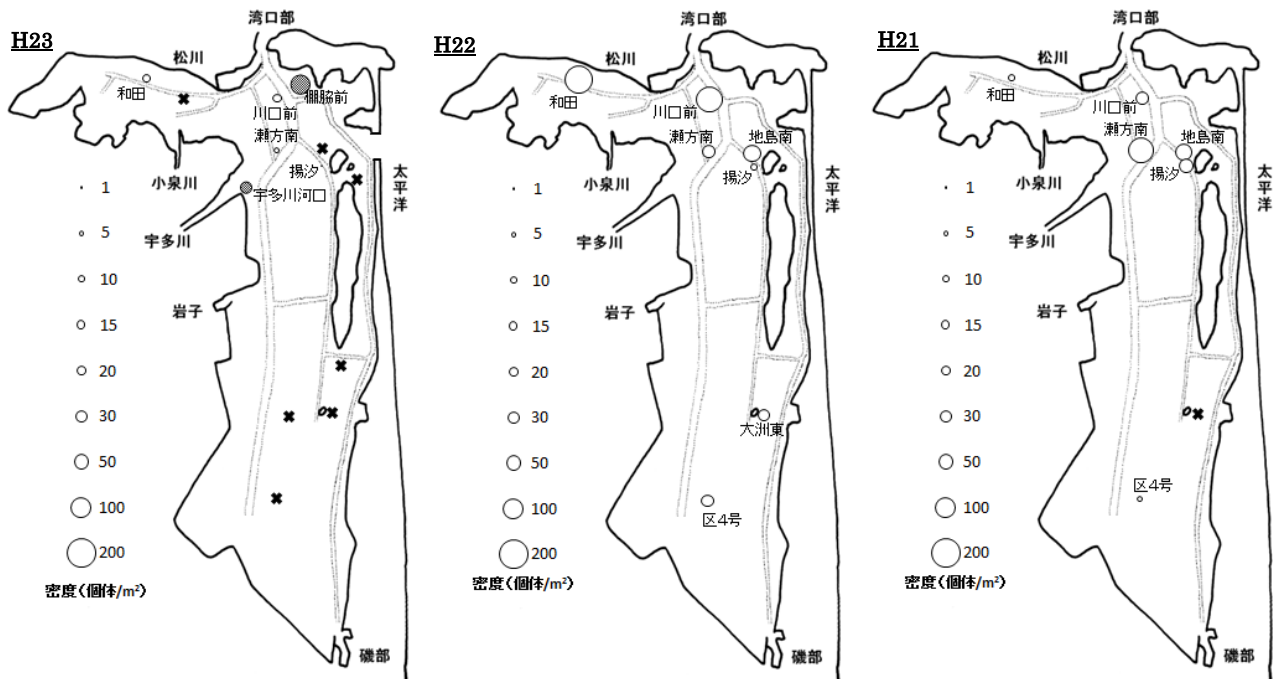 H23
湾口部
松川
和田
棚脇前
川口前
瀬方南
揚汐
小泉川
宇多川河口
宇多川
太平洋
岩子
1
5
10
15
20
30
50
100
200
密度(個体/m²)
磯部
H22
湾口部
松川
和田
川口前
瀬方南
地島南
揚汐
小泉川
宇多川
太平洋
岩子
1
5
10
15
20
30
50
100
200
大洲東
区4号
密度(個体/m²)
磯部
H21
湾口部
松川
和田
川口前
瀬方南
地島南
揚汐
小泉川
宇多川
太平洋
岩子
1
5
10
15
20
30
50
100
200
区4号
密度(個体/m²)
磯部